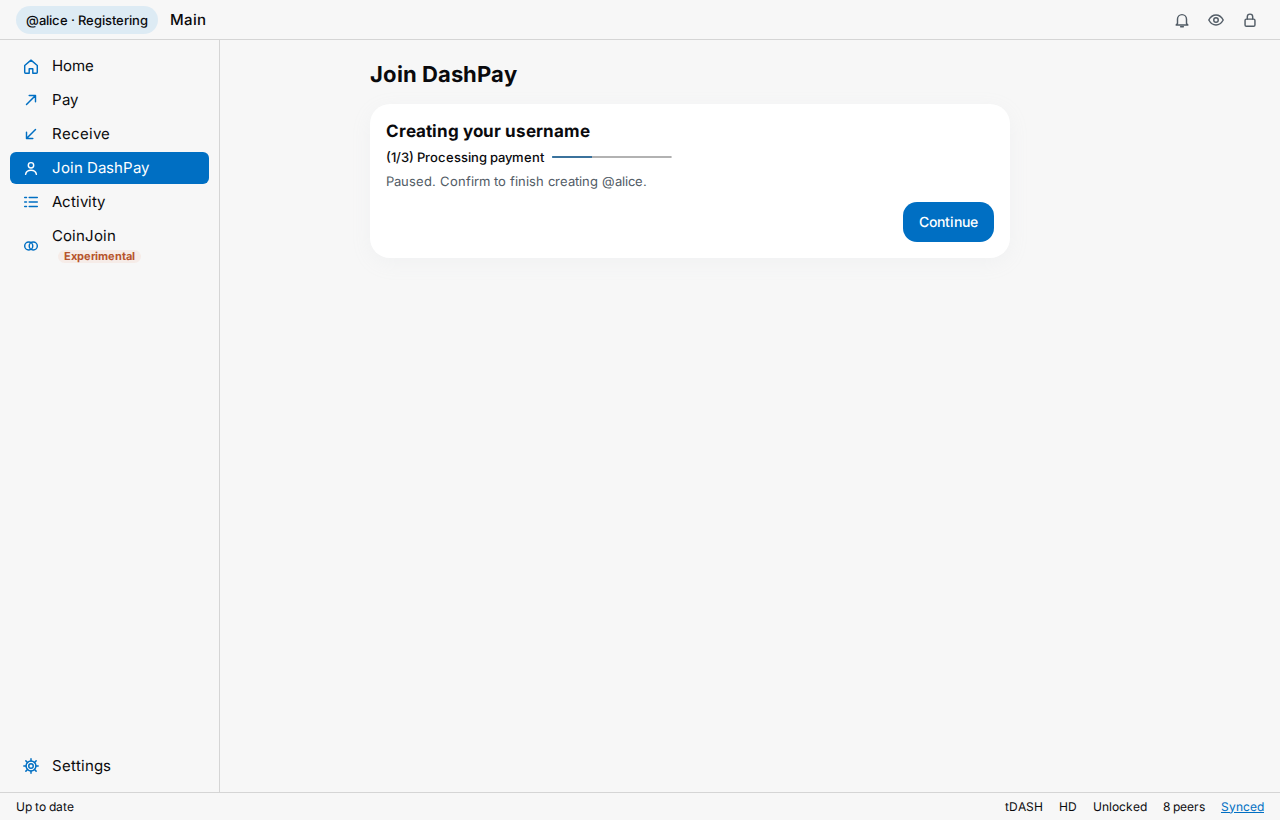 @alice · Registering
Main
Home
Pay
Receive
Join DashPay
Activity
CoinJoin
Experimental
Settings
Join DashPay
Creating your username
(1/3) Processing payment
Paused. Confirm to finish creating @alice.
Continue
Up to date
tDASH HD Unlocked 8 peers Synced